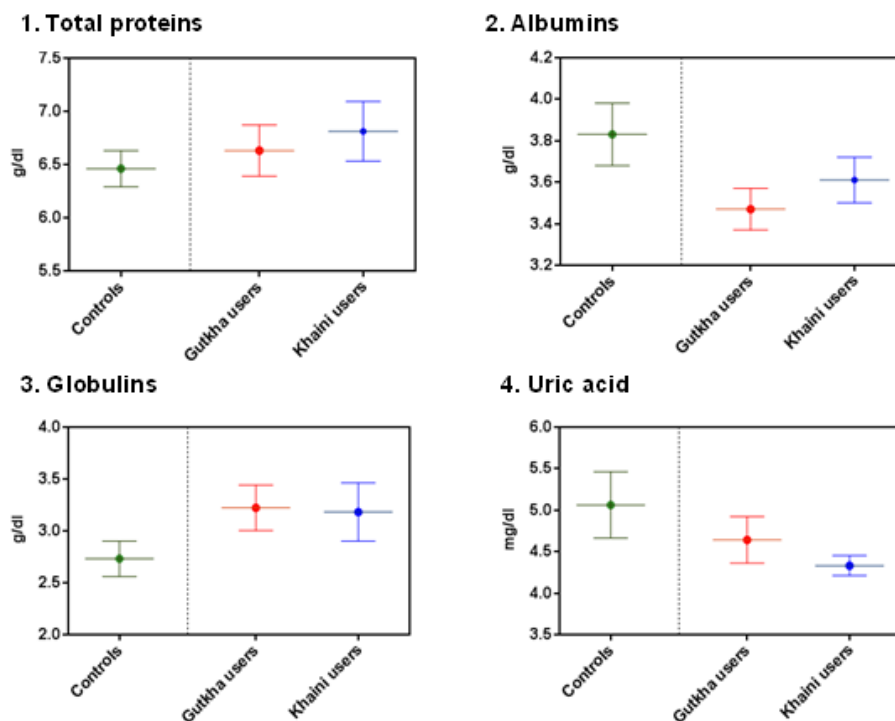 1. Total proteins
7.5
7.0
6.5
6.0
5.5
g/dl
Controls
Gutkha users
Khaini users
2. Albumins
4.2
4.0
3.8
3.6
3.4
3.2
g/dl
Controls
Gutkha users
Khaini users
3. Globulins
4.0
3.5
3.0
2.5
2.0
g/dl
Controls
Gutkha users
Khaini users
4. Uric acid
6.0
5.5
5.0
4.5
4.0
3.5
mg/dl
Controls
Gutkha users
Khaini users